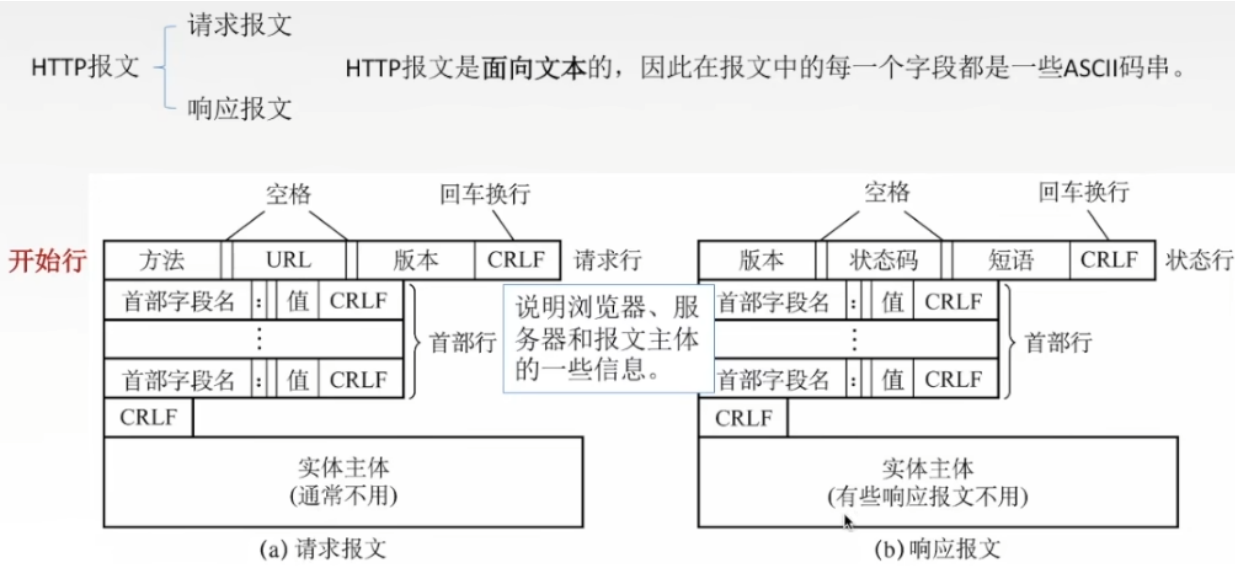 请求报文
HTTP报文
HTTP报文是面向文本的，因此在报文中的每一个字段都是一些ASCII码串。
响应报文
空格
回车换行
开始行
方法 URL 版本 CRLF 请求行
首部字段名 : 值 CRLF
⋮
首部行
首部字段名 : 值 CRLF
CRLF
实体主体
(通常不用)
(a) 请求报文
说明浏览器、服
务器和报文主体
的一些信息。
空格
回车换行
版本 状态码 短语 CRLF 状态行
首部字段名 : 值 CRLF
⋮
首部行
首部字段名 : 值 CRLF
CRLF
实体主体
(有些响应报文不用)
(b) 响应报文